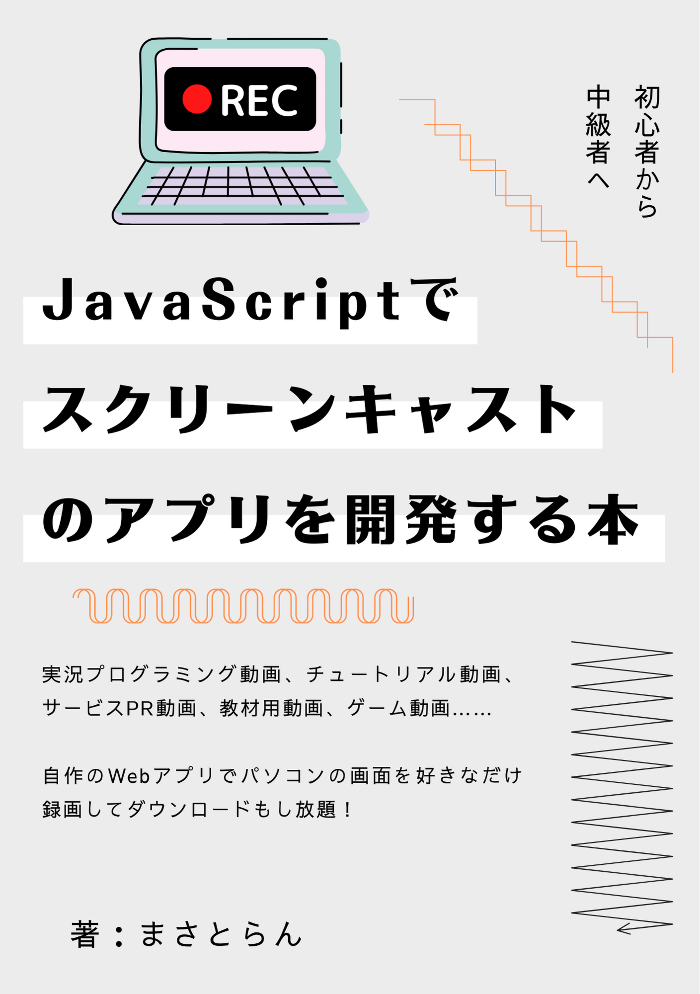 REC
初心者から
中級者へ
JavaScriptで
スクリーンキャスト
のアプリを開発する本
実況プログラミング動画、チュートリアル動画、
サービスPR動画、教材用動画、ゲーム動画……
自作のWebアプリでパソコンの画面を好きなだけ
録画してダウンロードもし放題！
著：まさとらん